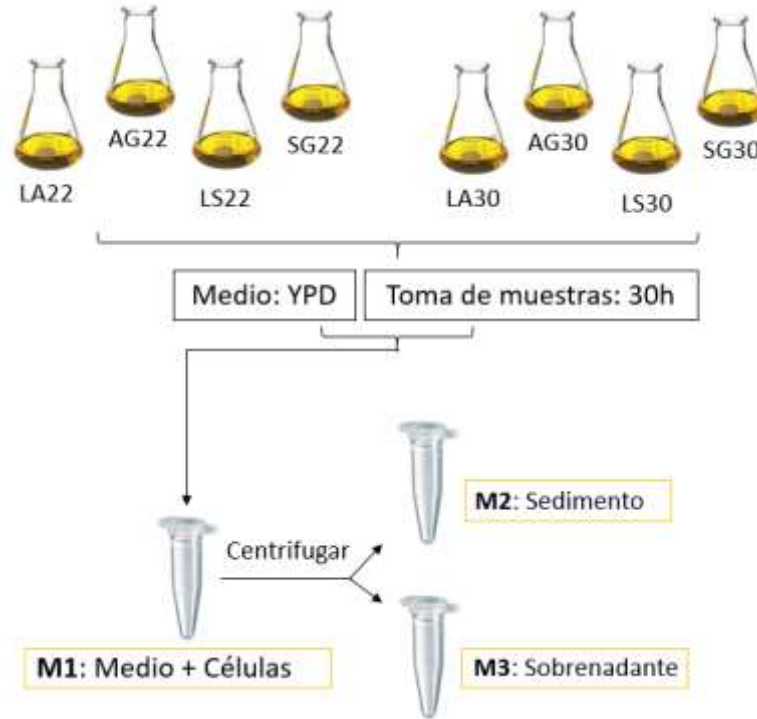 AG22
SG22
LA22
LS22
AG30
SG30
LA30
LS30
Medio: YPD
Toma de muestras: 30h
Centrifugar
M2: Sedimento
M1: Medio + Células
M3: Sobrenadante